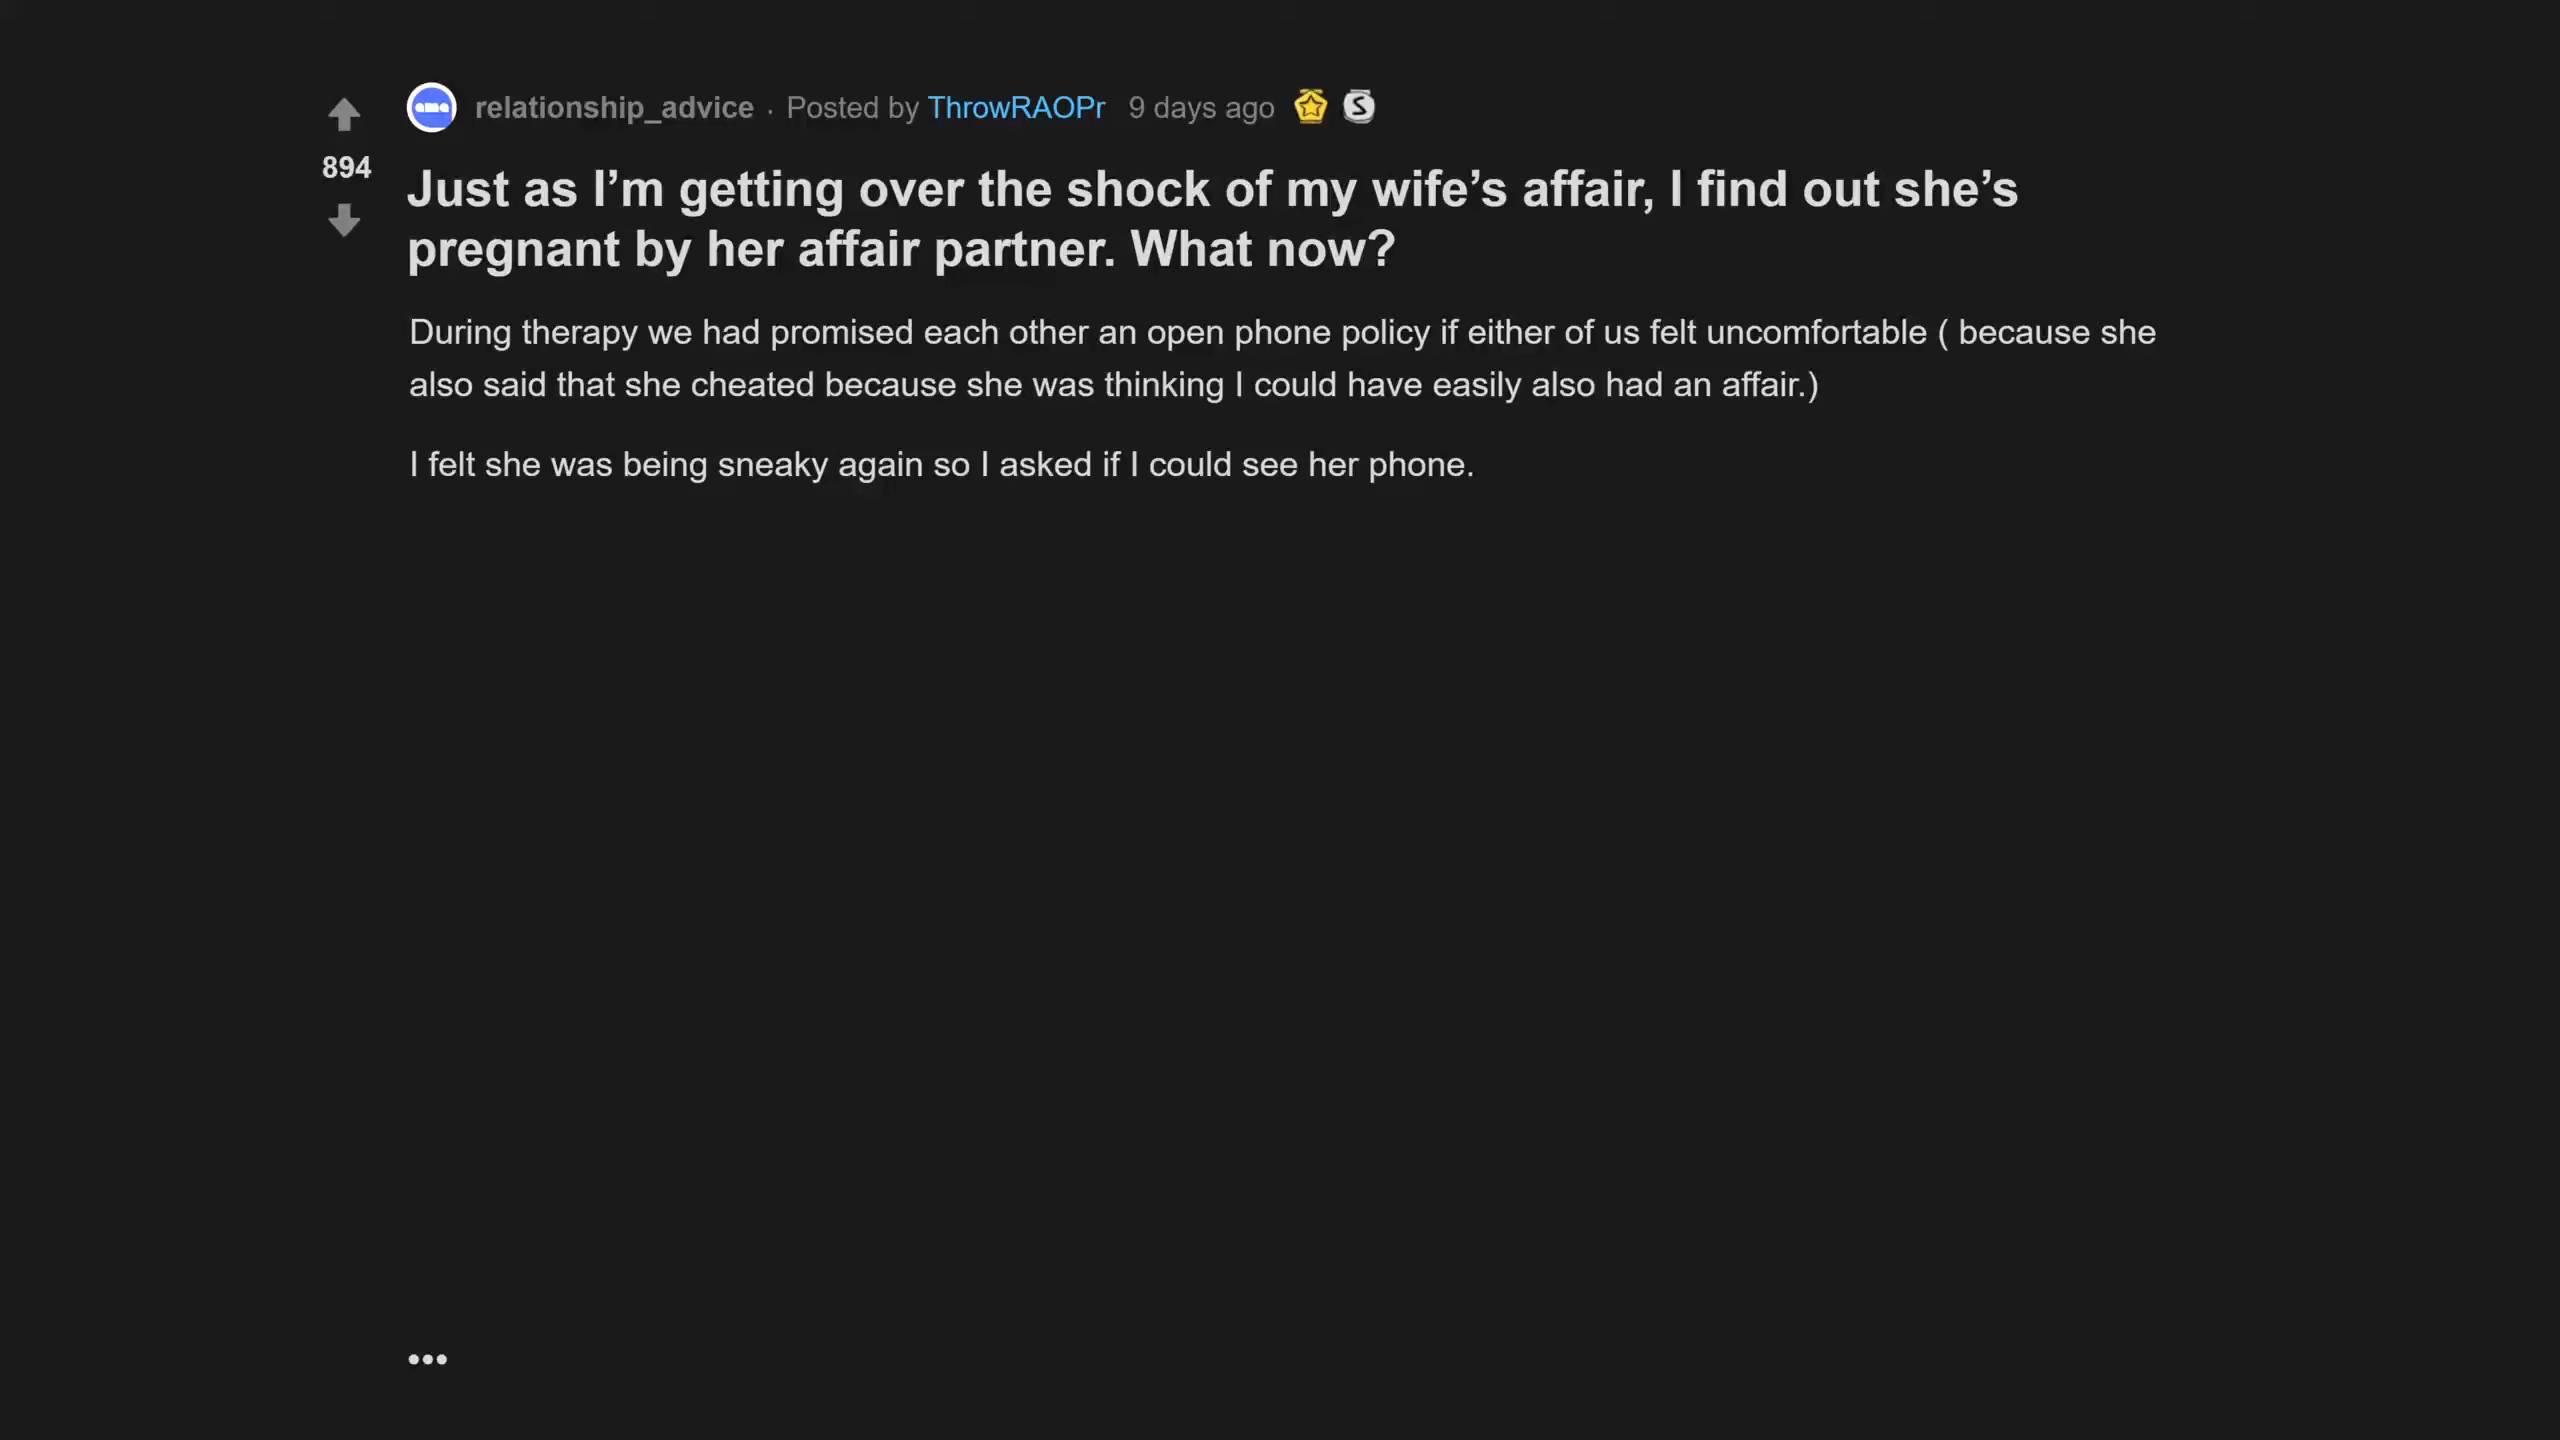 relationship_advice · Posted by ThrowRAOPr 9 days ago
894
Just as I’m getting over the shock of my wife’s affair, I find out she’s
pregnant by her affair partner. What now?
During therapy we had promised each other an open phone policy if either of us felt uncomfortable ( because she
also said that she cheated because she was thinking I could have easily also had an affair.)
I felt she was being sneaky again so I asked if I could see her phone.
•••